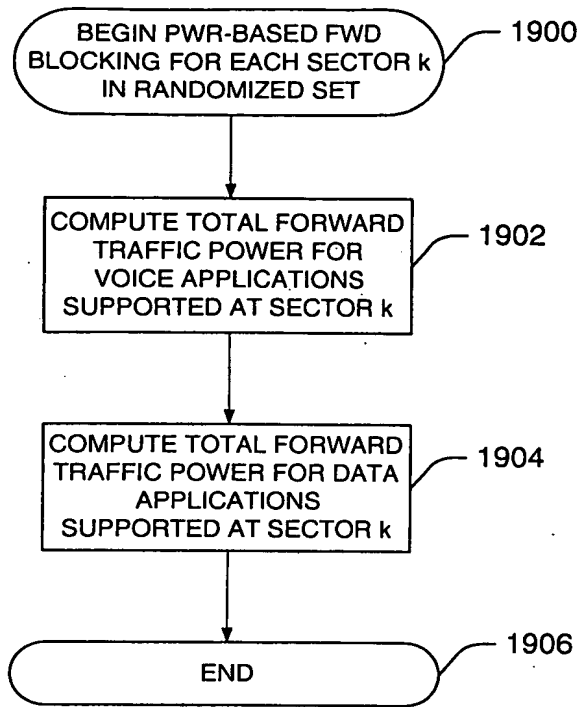 BEGIN PWR-BASED FWD
BLOCKING FOR EACH SECTOR k
IN RANDOMIZED SET
1900
COMPUTE TOTAL FORWARD
TRAFFIC POWER FOR
VOICE APPLICATIONS
SUPPORTED AT SECTOR k
1902
COMPUTE TOTAL FORWARD
TRAFFIC POWER FOR DATA
APPLICATIONS
SUPPORTED AT SECTOR k
1904
END
1906